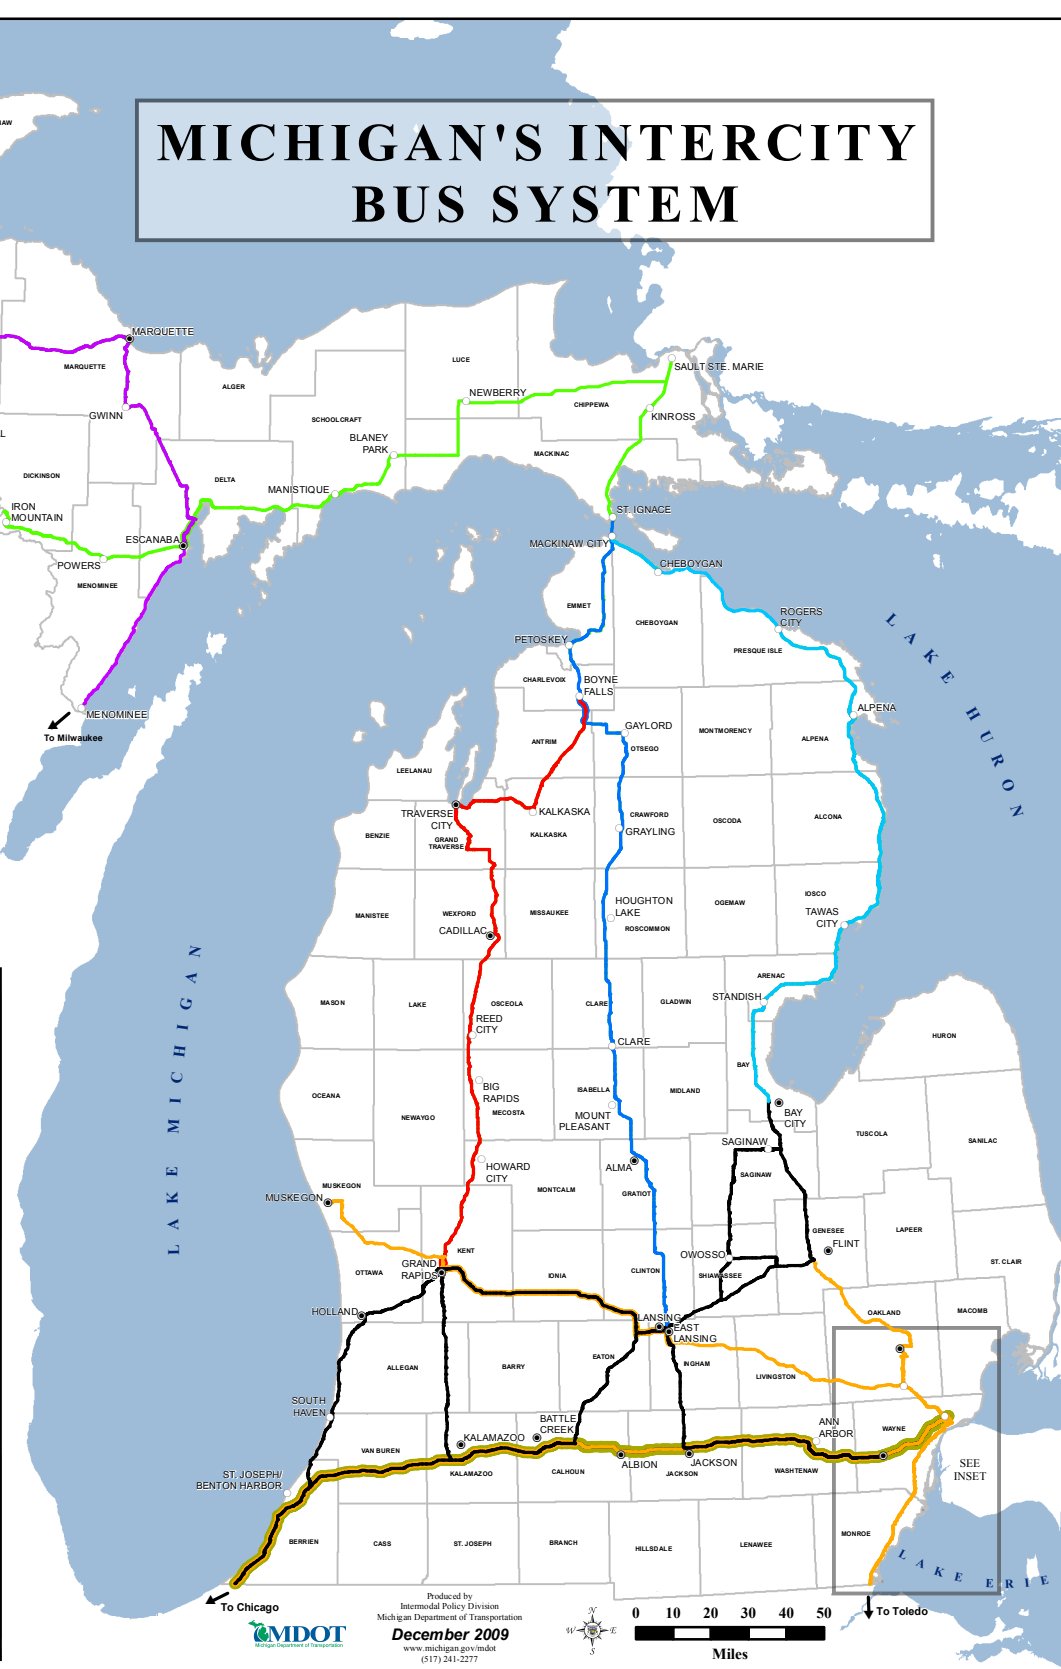 MICHIGAN'S INTERCITY
BUS SYSTEM
MARQUETTE
MARQUETTE
ALGER
LUCE
SAULT STE. MARIE
NEWBERRY
CHIPPEWA
GWINN
SCHOOLCRAFT
KINROSS
BLANEY
PARK
MACKINAC
DICKINSON
DELTA
MANISTIQUE
IRON
MOUNTAIN
ST. IGNACE
ESCANABA
MACKINAW CITY
POWERS
CHEBOYGAN
MENOMINEE
EMMET
ROGERS
CITY
CHEBOYGAN
PETOSKEY
PRESQUE ISLE
CHARLEVOIX
BOYNE
FALLS
MENOMINEE
To Milwaukee
ALPENA
GAYLORD
MONTMORENCY
ANTRIM
OTSEGO
ALPENA
LEELANAU
LAKE HURON
TRAVERSE
CITY
KALKASKA
CRAWFORD
OSCODA
ALCONA
BENZIE
GRAND
TRAVERSE
KALKASKA
GRAYLING
IOSCO
HOUGHTON
LAKE
OGEMAW
TAWAS
CITY
MANISTEE
WEXFORD
MISSAUKEE
CADILLAC
ROSCOMMON
LAKE MICHIGAN
ARENAC
MASON
LAKE
OSCEOLA
CLARE
GLADWIN
STANDISH
REED
CITY
HURON
CLARE
BAY
OCEANA
BIG
RAPIDS
ISABELLA
MIDLAND
NEWAYGO
MECOSTA
MOUNT
PLEASANT
BAY
CITY
TUSCOLA
SANILAC
SAGINAW
HOWARD
CITY
ALMA
SAGINAW
MUSKEGON
MUSKEGON
MONTCALM
GRATIOT
GENESEE
LAPEER
FLINT
KENT
OWOSSO
GRAND
RAPIDS
OTTAWA
IONIA
CLINTON
SHIAWASSEE
ST. CLAIR
HOLLAND
LANSING
EAST
LANSING
OAKLAND
MACOMB
ALLEGAN
BARRY
EATON
INGHAM
LIVINGSTON
SOUTH
HAVEN
BATTLE
CREEK
KALAMAZOO
ANN
ARBOR
WAYNE
VAN BUREN
KALAMAZOO
CALHOUN
ALBION
JACKSON
JACKSON
WASHTENAW
SEE
INSET
ST. JOSEPH/
BENTON HARBOR
BERRIEN
CASS
ST. JOSEPH
BRANCH
HILLSDALE
LENAWEE
MONROE
LAKE ERIE
To Chicago
To Toledo
MDOT
Michigan Department of Transportation
Produced by
Intermodal Policy Division
Michigan Department of Transportation
December 2009
www.michigan.gov/mdot
(517) 241-2277
N
W E
S
0 10 20 30 40 50
Miles